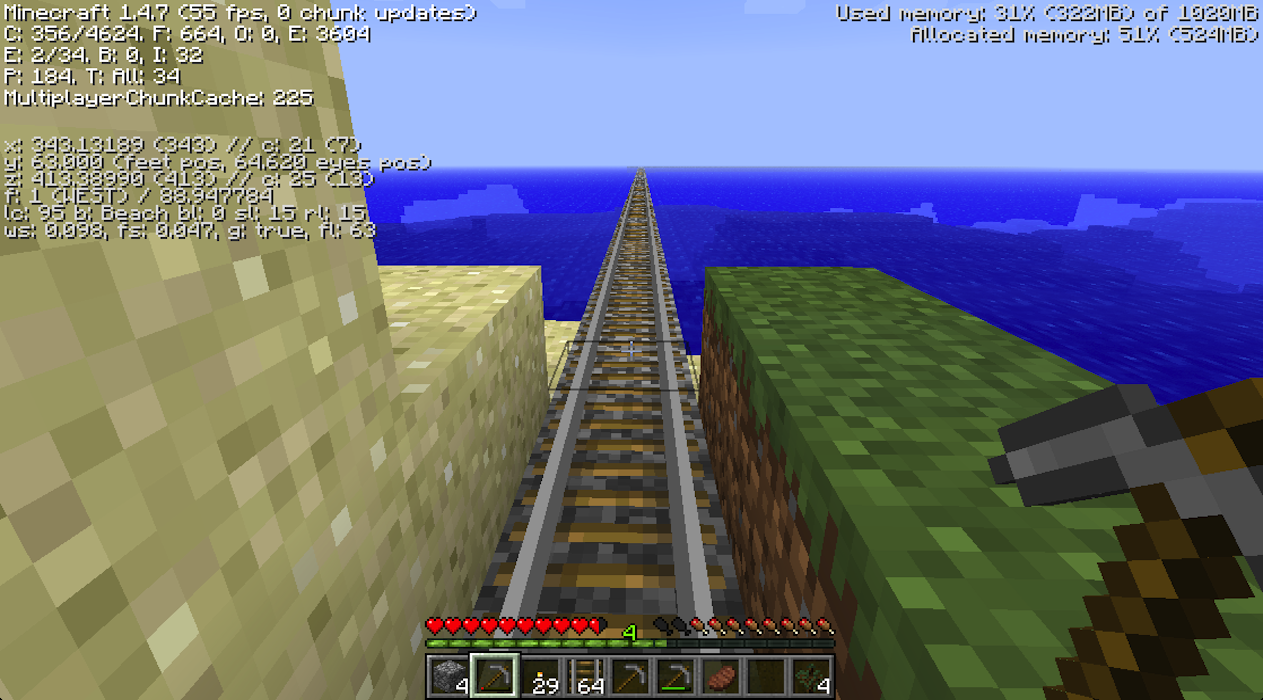 Minecraft 1.4.7 (55 fps, 0 chunk updates)
C: 356/4624. F: 664, O: 0, E: 3604
E: 2/34. B: 0, I: 32
P: 184. T: All: 34
MultiplayerChunkCache: 225
x: 343.13189 (343) // c: 21 (7)
y: 63.000 (feet pos, 64.620 eyes pos)
z: 413.38990 (413) // c: 25 (13)
f: 1 (WEST) / 88.947784
lc: 95 b: Beach bl: 0 sl: 15 rl: 15
ws: 0.098, fs: 0.047, g: true, fl: 63
Used memory: 31% (322MB) of 1029MB
Allocated memory: 51% (524MB)
4
4 29 64 4